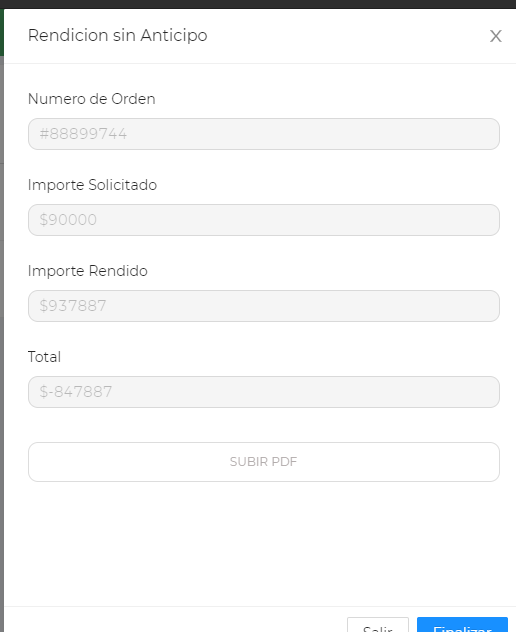 Rendicion sin Anticipo
X
Numero de Orden
#88899744
Importe Solicitado
$90000
Importe Rendido
$937887
Total
$-847887
SUBIR PDF
Salir
Finalizar